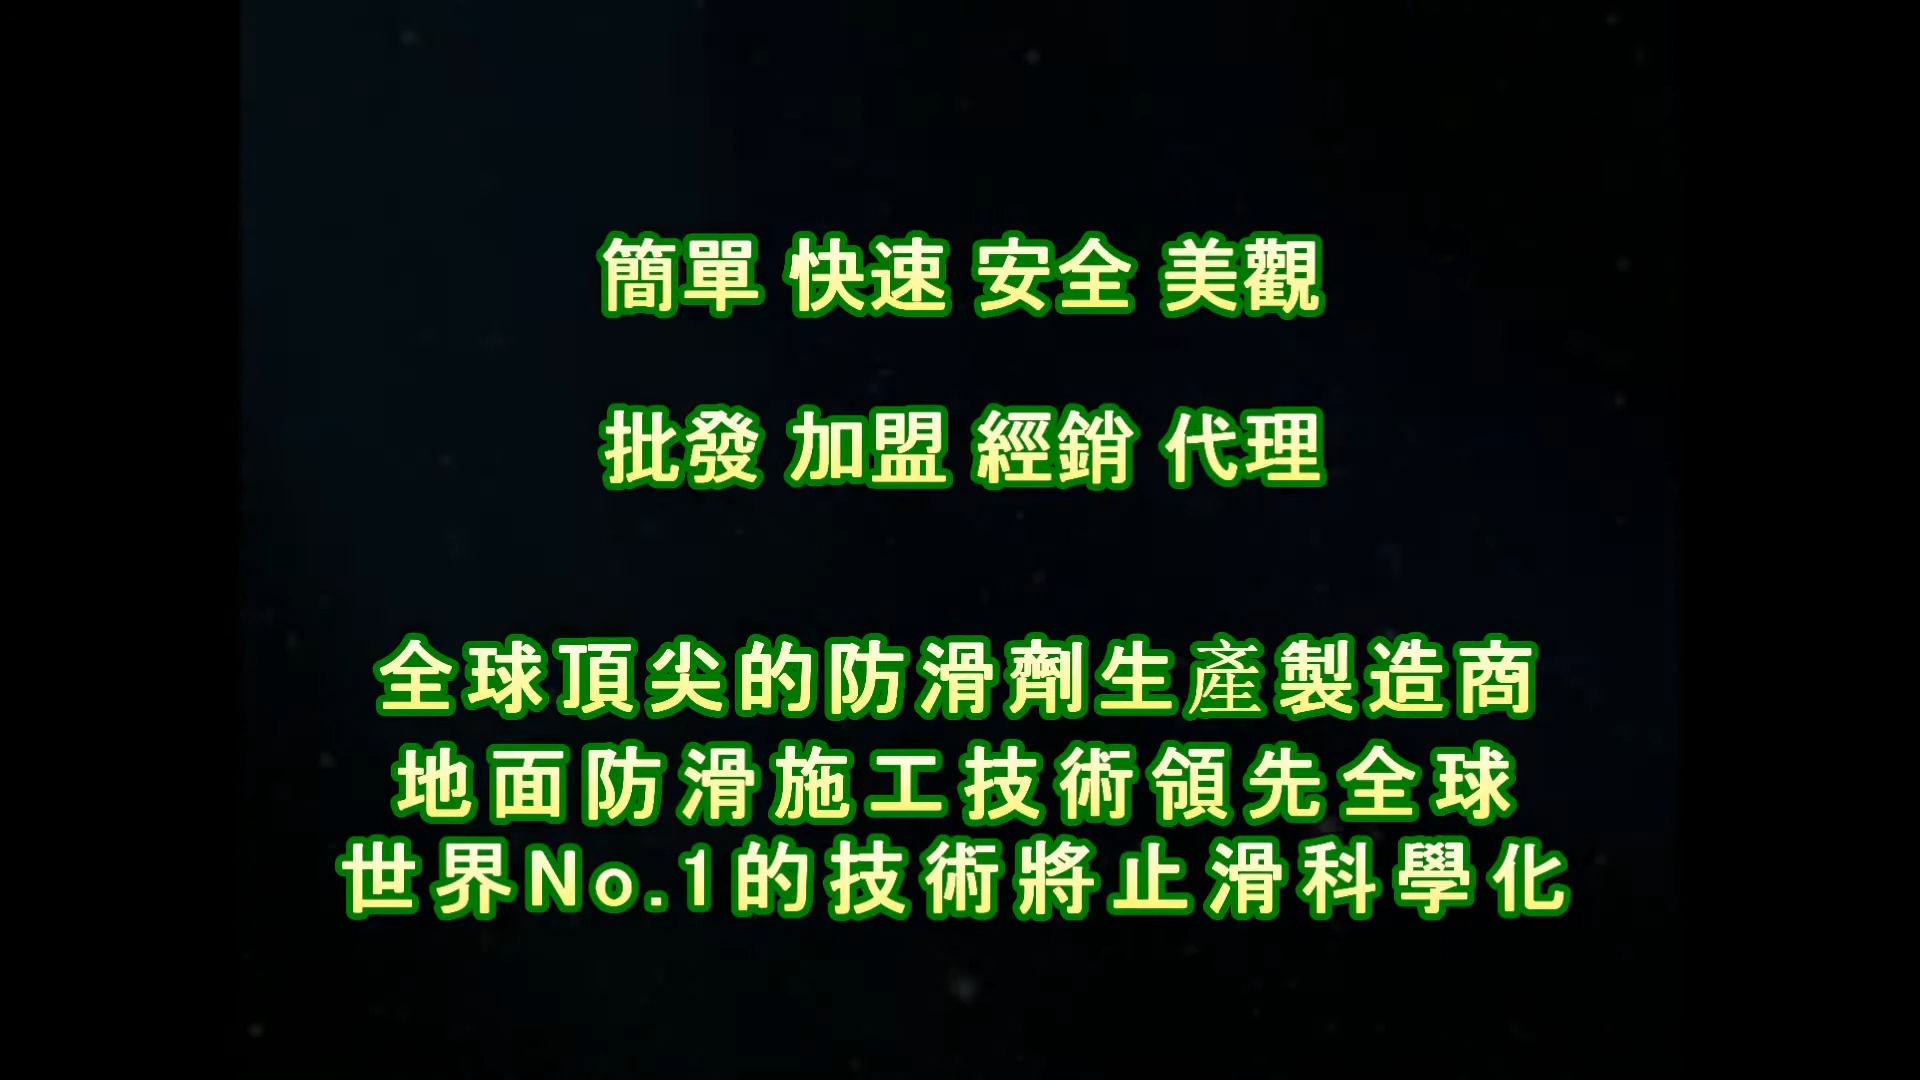 簡單 快速 安全 美觀
批發 加盟 經銷 代理
全球頂尖的防滑劑生產製造商
地面防滑施工技術領先全球
世界No.1的技術將止滑科學化